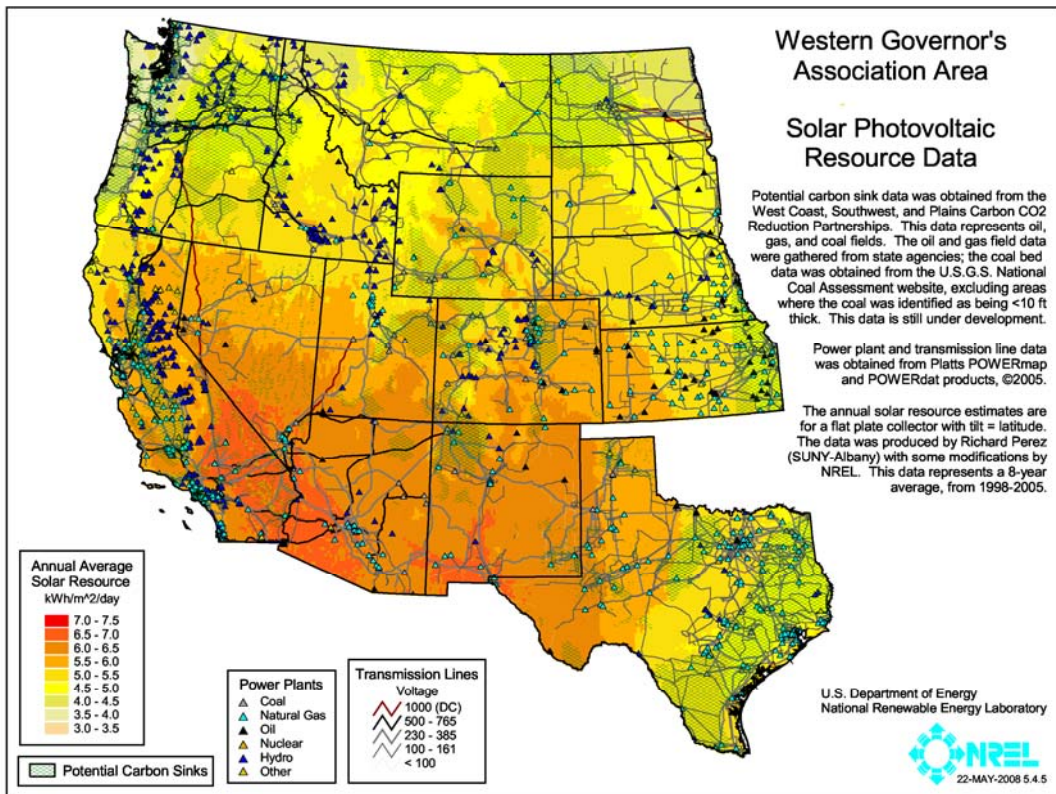 Western Governor's
Association Area
Solar Photovoltaic
Resource Data
Potential carbon sink data was obtained from the
West Coast, Southwest, and Plains Carbon CO2
Reduction Partnerships. This data represents oil,
gas, and coal fields. The oil and gas field data
were gathered from state agencies; the coal bed
data was obtained from the U.S.G.S. National
Coal Assessment website, excluding areas
where the coal was identified as being <10 ft
thick. This data is still under development.
Power plant and transmission line data
was obtained from Platts POWERmap
and POWERdat products, ©2005.
The annual solar resource estimates are
for a flat plate collector with tilt = latitude.
The data was produced by Richard Perez
(SUNY-Albany) with some modifications by
NREL. This data represents a 8-year
average, from 1998-2005.
Annual Average
Solar Resource
kWh/m^2/day
7.0 - 7.5
6.5 - 7.0
6.0 - 6.5
5.5 - 6.0
5.0 - 5.5
4.5 - 5.0
4.0 - 4.5
3.5 - 4.0
3.0 - 3.5
Potential Carbon Sinks
Power Plants
Coal
Natural Gas
Oil
Nuclear
Hydro
Other
Transmission Lines
Voltage
1000 (DC)
500 - 765
230 - 385
100 - 161
< 100
U.S. Department of Energy
National Renewable Energy Laboratory
NREL
22-MAY-2008 5.4.5